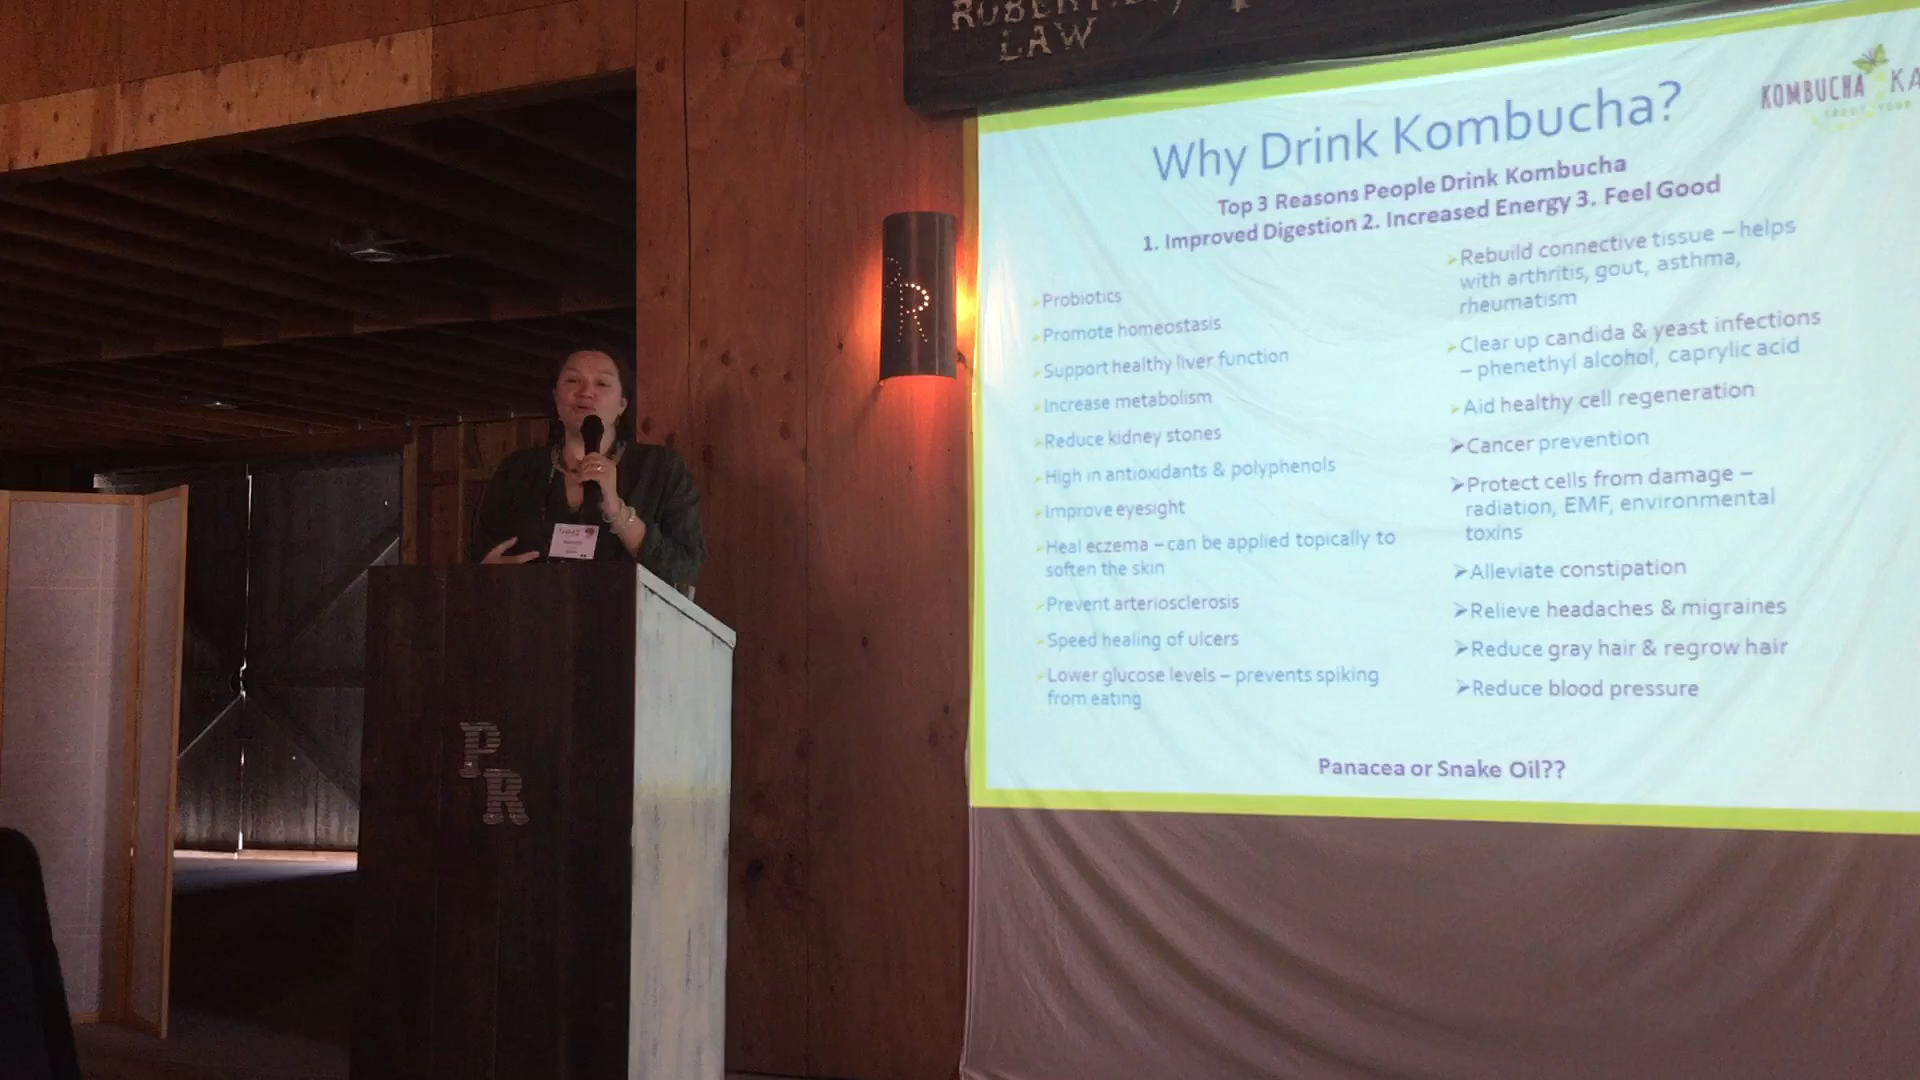 LAW
KOMBUCHA
Why Drink Kombucha?
Top 3 Reasons People Drink Kombucha
1. Improved Digestion 2. Increased Energy 3. Feel Good
Probiotics
Promote homeostasis
Support healthy liver function
Increase metabolism
Reduce kidney stones
High in antioxidants & polyphenols
Improve eyesight
Heal eczema – can be applied topically to
soften the skin
Prevent arteriosclerosis
Speed healing of ulcers
Lower glucose levels – prevents spiking
from eating
Rebuild connective tissue – helps
with arthritis, gout, asthma,
rheumatism
Clear up candida & yeast infections
– phenethyl alcohol, caprylic acid
Aid healthy cell regeneration
Cancer prevention
Protect cells from damage –
radiation, EMF, environmental
toxins
Alleviate constipation
Relieve headaches & migraines
Reduce gray hair & regrow hair
Reduce blood pressure
Panacea or Snake Oil??
R
P
R